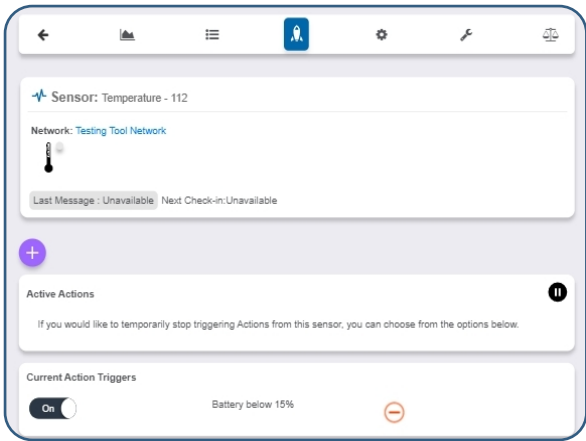 Sensor: Temperature - 112
Network: Testing Tool Network
Last Message : Unavailable Next Check-in:Unavailable
Active Actions
If you would like to temporarily stop triggering Actions from this sensor, you can choose from the options below.
Current Action Triggers
On Battery below 15%